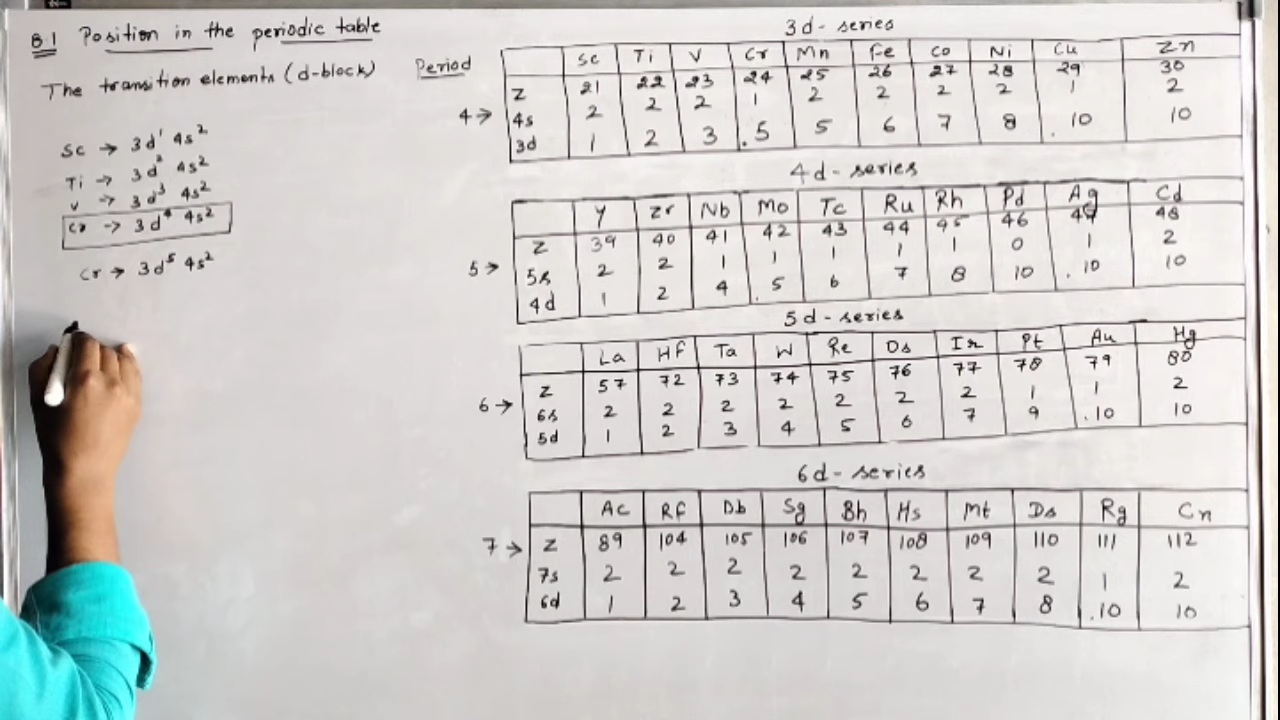 8.1 Position in the periodic table
The transition elements (d-block)
Sc → 3d¹ 4s²
Ti → 3d² 4s²
V → 3d³ 4s²
Cr → 3d⁴ 4s²
Cr → 3d⁵ 4s²
Period
3d-series
Sc Ti V Cr Mn Fe Co Ni Cu Zn
Z 21 22 23 24 25 26 27 28 29 30
4 → 4s 2 2 2 1 2 2 2 2 1 2
3d 1 2 3 .5 5 6 7 8 .10 10
4d-series
Y Zr Nb Mo Tc Ru Rh Pd Ag Cd
Z 39 40 41 42 43 44 45 46 47 48
5 → 5s 2 2 1 1 1 1 1 0 1 2
4d 1 2 4 .5 6 7 8 10 .10 10
5d-series
La Hf Ta W Re Os Ir Pt Au Hg
Z 57 72 73 74 75 76 77 78 79 80
6 → 6s 2 2 2 2 2 2 2 1 1 2
5d 1 2 3 4 5 6 7 9 .10 10
6d-series
Ac Rf Db Sg Bh Hs Mt Ds Rg Cn
7 → Z 89 104 105 106 107 108 109 110 111 112
7s 2 2 2 2 2 2 2 2 1 2
6d 1 2 3 4 5 6 7 8 .10 10